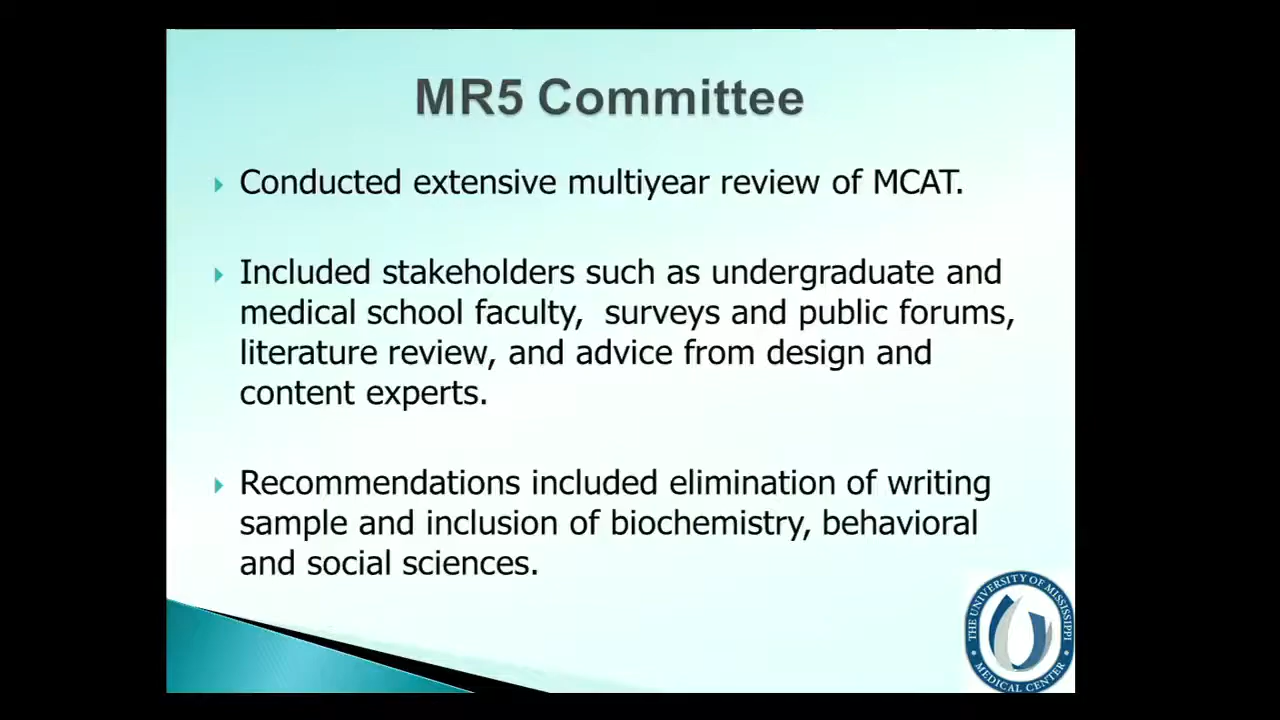 MR5 Committee
Conducted extensive multiyear review of MCAT.
Included stakeholders such as undergraduate and
medical school faculty,  surveys and public forums,
literature review, and advice from design and
content experts.
Recommendations included elimination of writing
sample and inclusion of biochemistry, behavioral
and social sciences.
THE UNIVERSITY OF MISSISSIPPI
MEDICAL CENTER